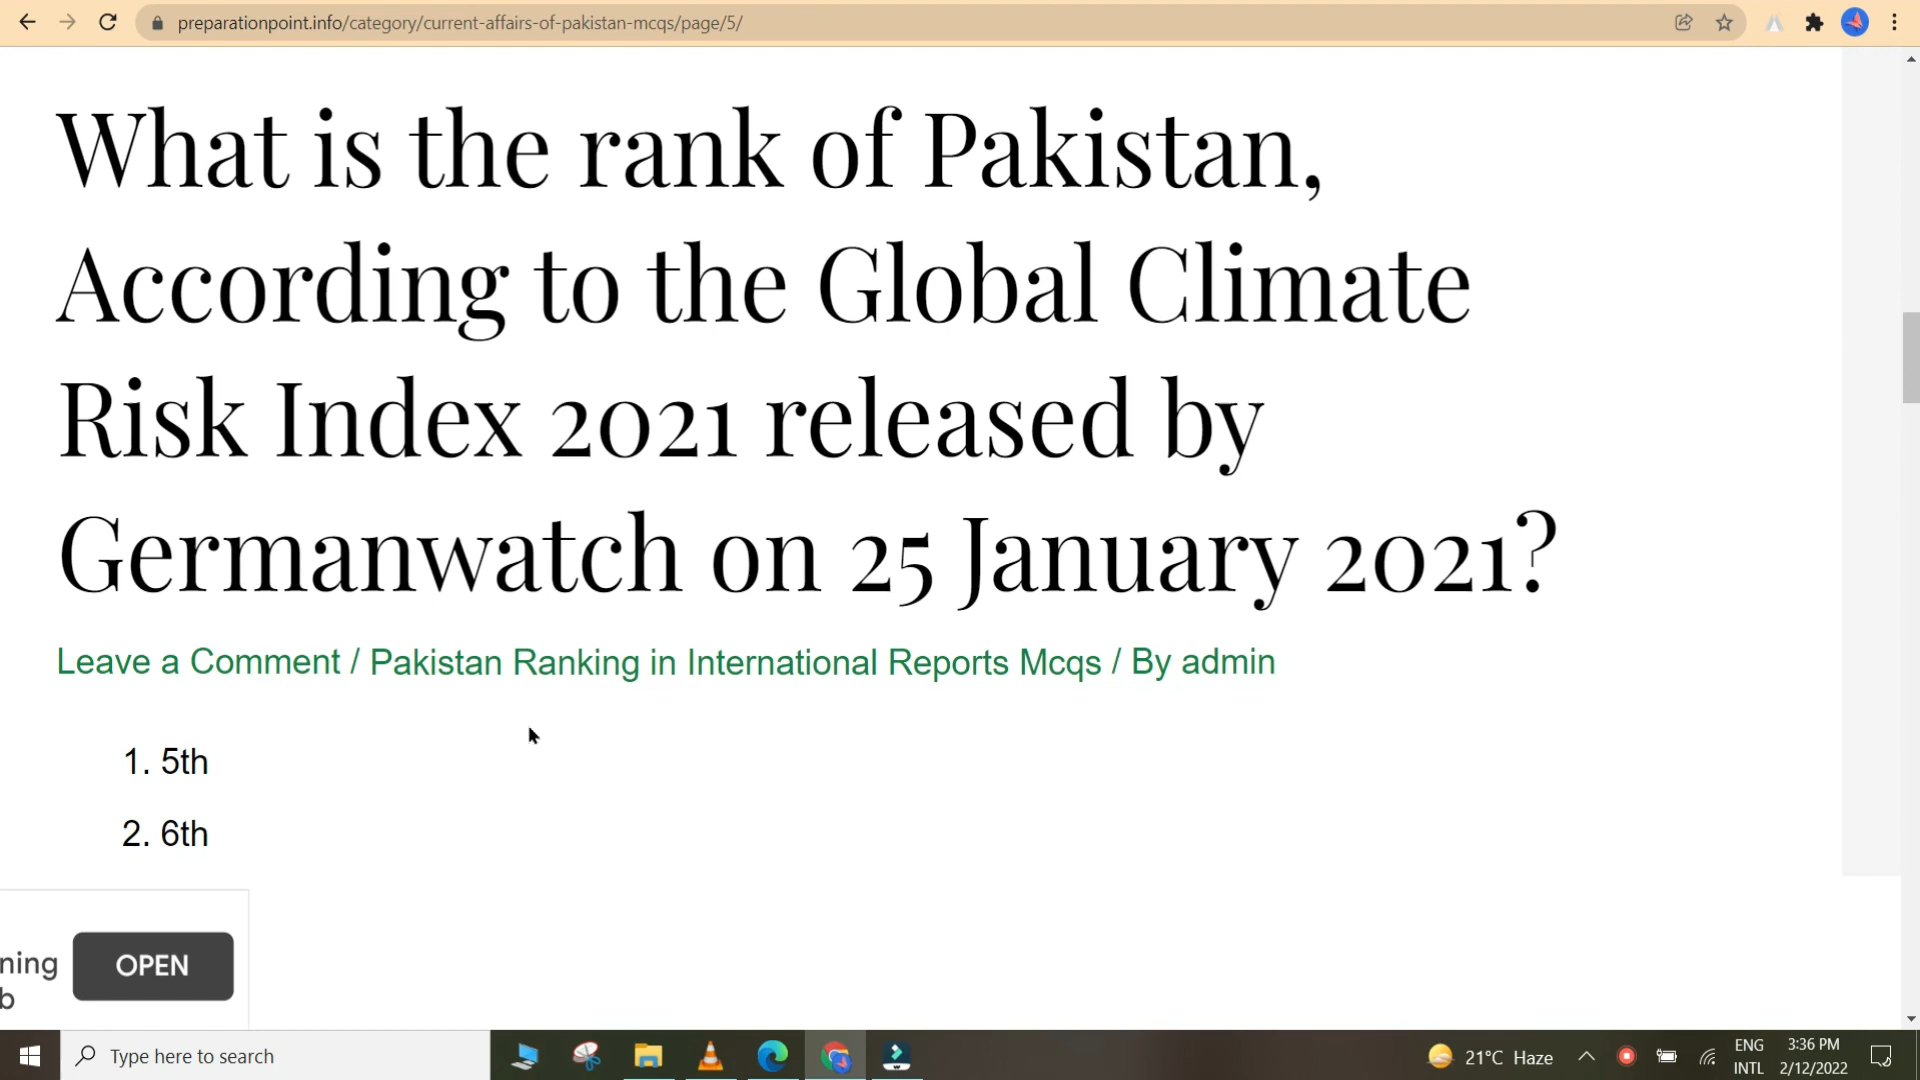 preparationpoint.info/category/current-affairs-of-pakistan-mcqs/page/5/
What is the rank of Pakistan,
According to the Global Climate
Risk Index 2021 released by
Germanwatch on 25 January 2021?
Leave a Comment / Pakistan Ranking in International Reports Mcqs / By admin
1. 5th
2. 6th
ning
b
OPEN
Type here to search
21°C Haze
ENG
INTL
3:36 PM
2/12/2022